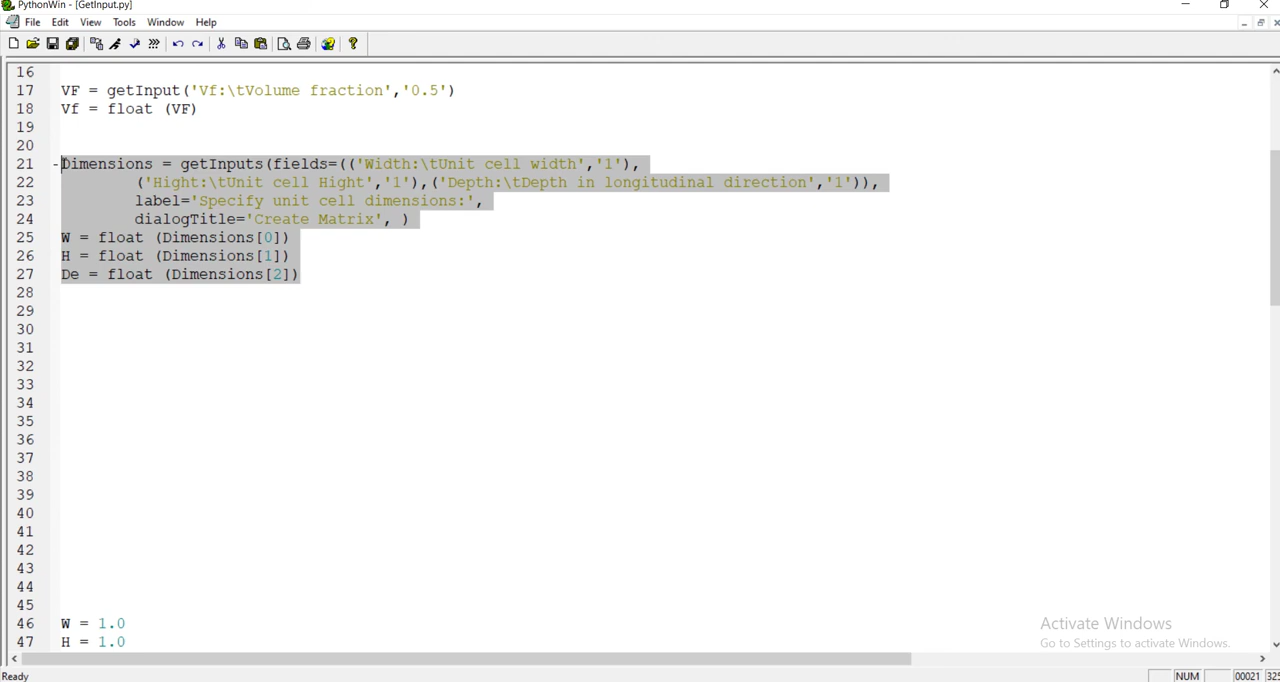 PythonWin - [GetInput.py]
File Edit View Tools Window Help
16
17 VF = getInput('Vf:\tVolume fraction','0.5')
18 Vf = float (VF)
19
20
21 Dimensions = getInputs(fields=(('Width:\tUnit cell width','1'),
22 ('Hight:\tUnit cell Hight','1'),('Depth:\tDepth in longitudinal direction','1')),
23 label='Specify unit cell dimensions:',
24 dialogTitle='Create Matrix', )
25 W = float (Dimensions[0])
26 H = float (Dimensions[1])
27 De = float (Dimensions[2])
28
29
30
31
32
33
34
35
36
37
38
39
40
41
42
43
44
45
46 W = 1.0
47 H = 1.0
Activate Windows
Go to Settings to activate Windows.
Ready NUM 00021